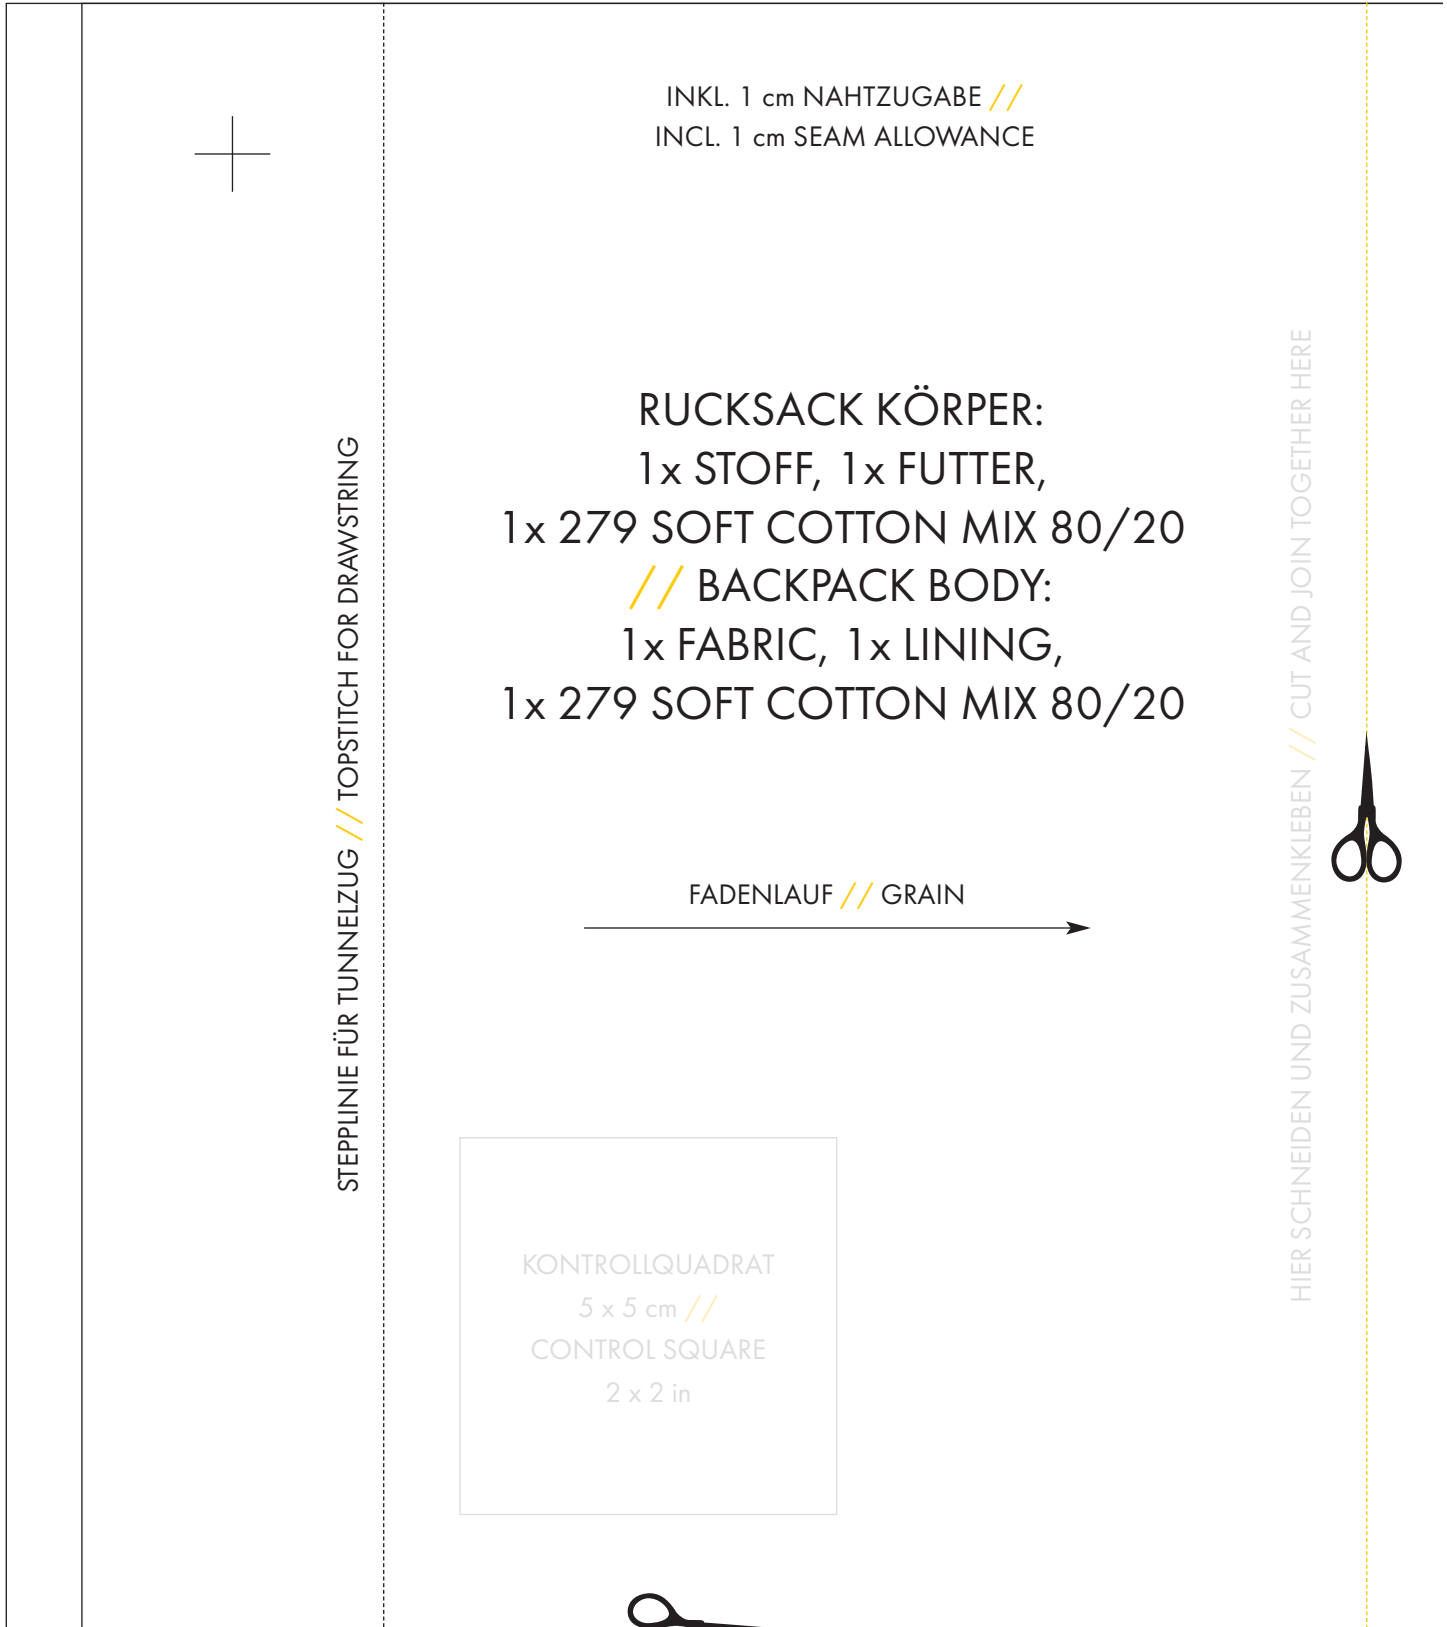 INKL. 1 cm NAHTZUGABE //
INCL. 1 cm SEAM ALLOWANCE
RUCKSACK KÖRPER:
1x STOFF, 1x FUTTER,
1x 279 SOFT COTTON MIX 80/20
// BACKPACK BODY:
1x FABRIC, 1x LINING,
1x 279 SOFT COTTON MIX 80/20
STEPPLINIE FÜR TUNNELZUG // TOPSTITCH FOR DRAWSTRING
HIER SCHNEIDEN UND ZUSAMMENKLEBEN // CUT AND JOIN TOGETHER HERE
FADENLAUF // GRAIN
KONTROLLQUADRAT
5 x 5 cm //
CONTROL SQUARE
2 x 2 in